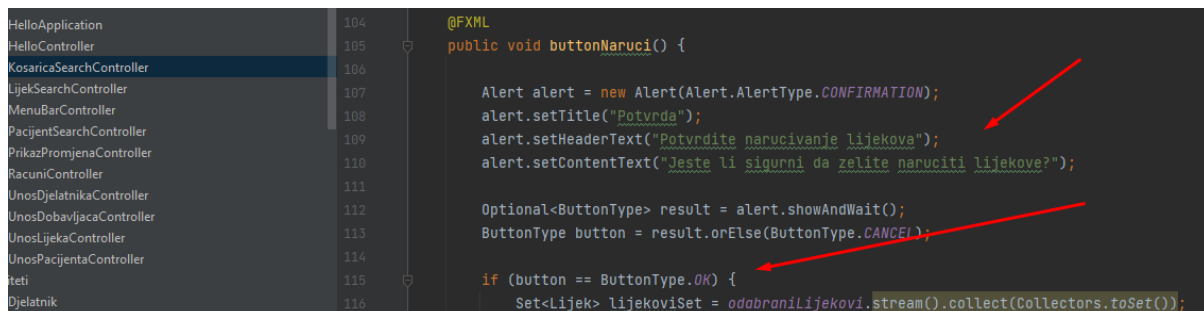 HelloApplication
HelloController
KosaricaSearchController
LijekSearchController
MenuBarController
PacijentSearchController
PrikazPromjenaController
RacuniController
UnosDjelatnikaController
UnosDobavljacaController
UnosLijekaController
UnosPacijentaController
iteti
Djelatnik
104 @FXML
105 public void buttonNaruci() {
106
107 Alert alert = new Alert(Alert.AlertType.CONFIRMATION);
108 alert.setTitle("Potvrda");
109 alert.setHeaderText("Potvrdite narucivanje lijekova");
110 alert.setContentText("Jeste li sigurni da zelite naruciti lijekove?");
111
112 Optional<ButtonType> result = alert.showAndWait();
113 ButtonType button = result.orElse(ButtonType.CANCEL);
114
115 if (button == ButtonType.OK) {
116 Set<Lijek> lijekoviSet = odabraniLijekovi.stream().collect(Collectors.toSet());